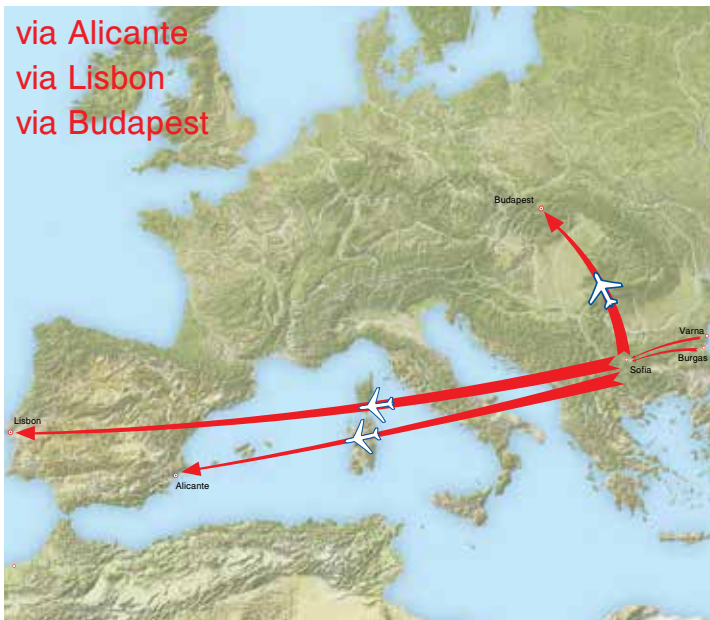 via Alicante
via Lisbon
via Budapest
Budapest
Varna
Burgas
Sofia
Lisbon
Alicante